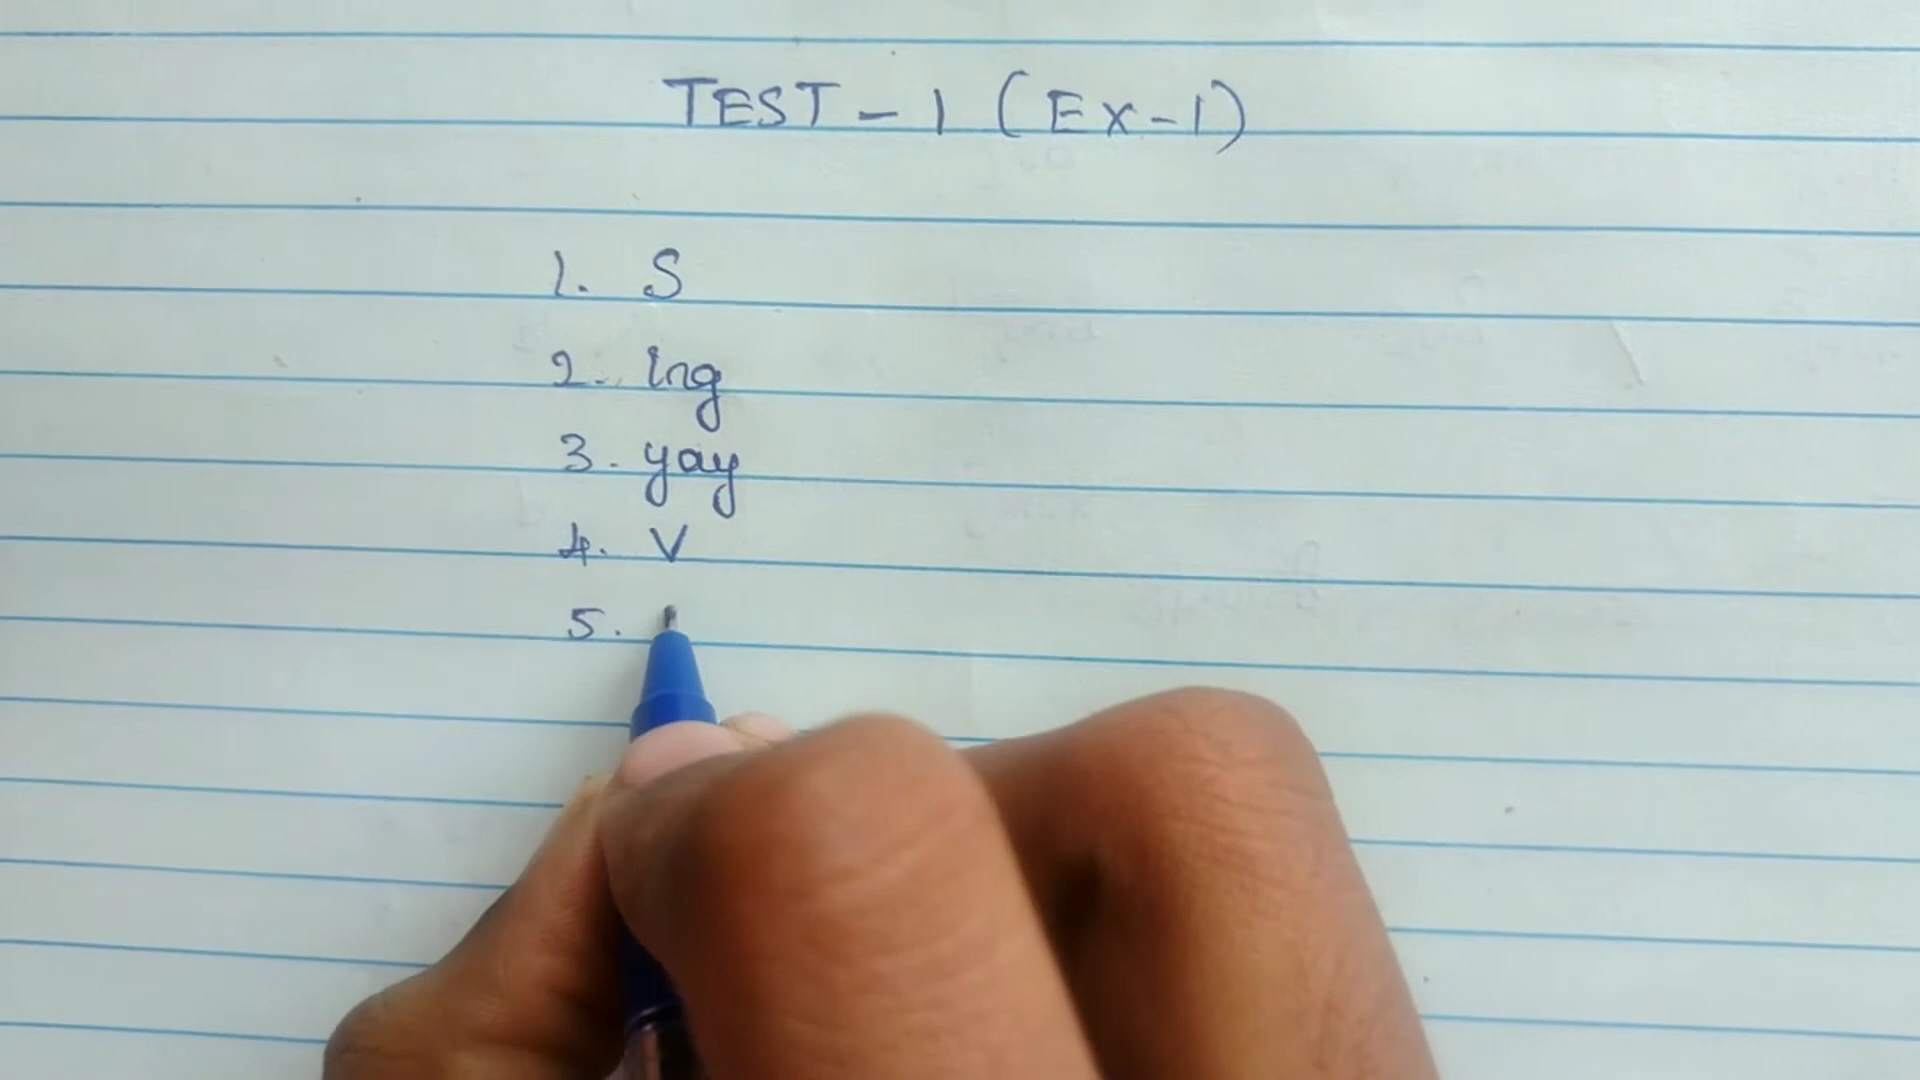 TEST - 1 (Ex-1)
1. S
2. ing
3. yay
4. V
5.